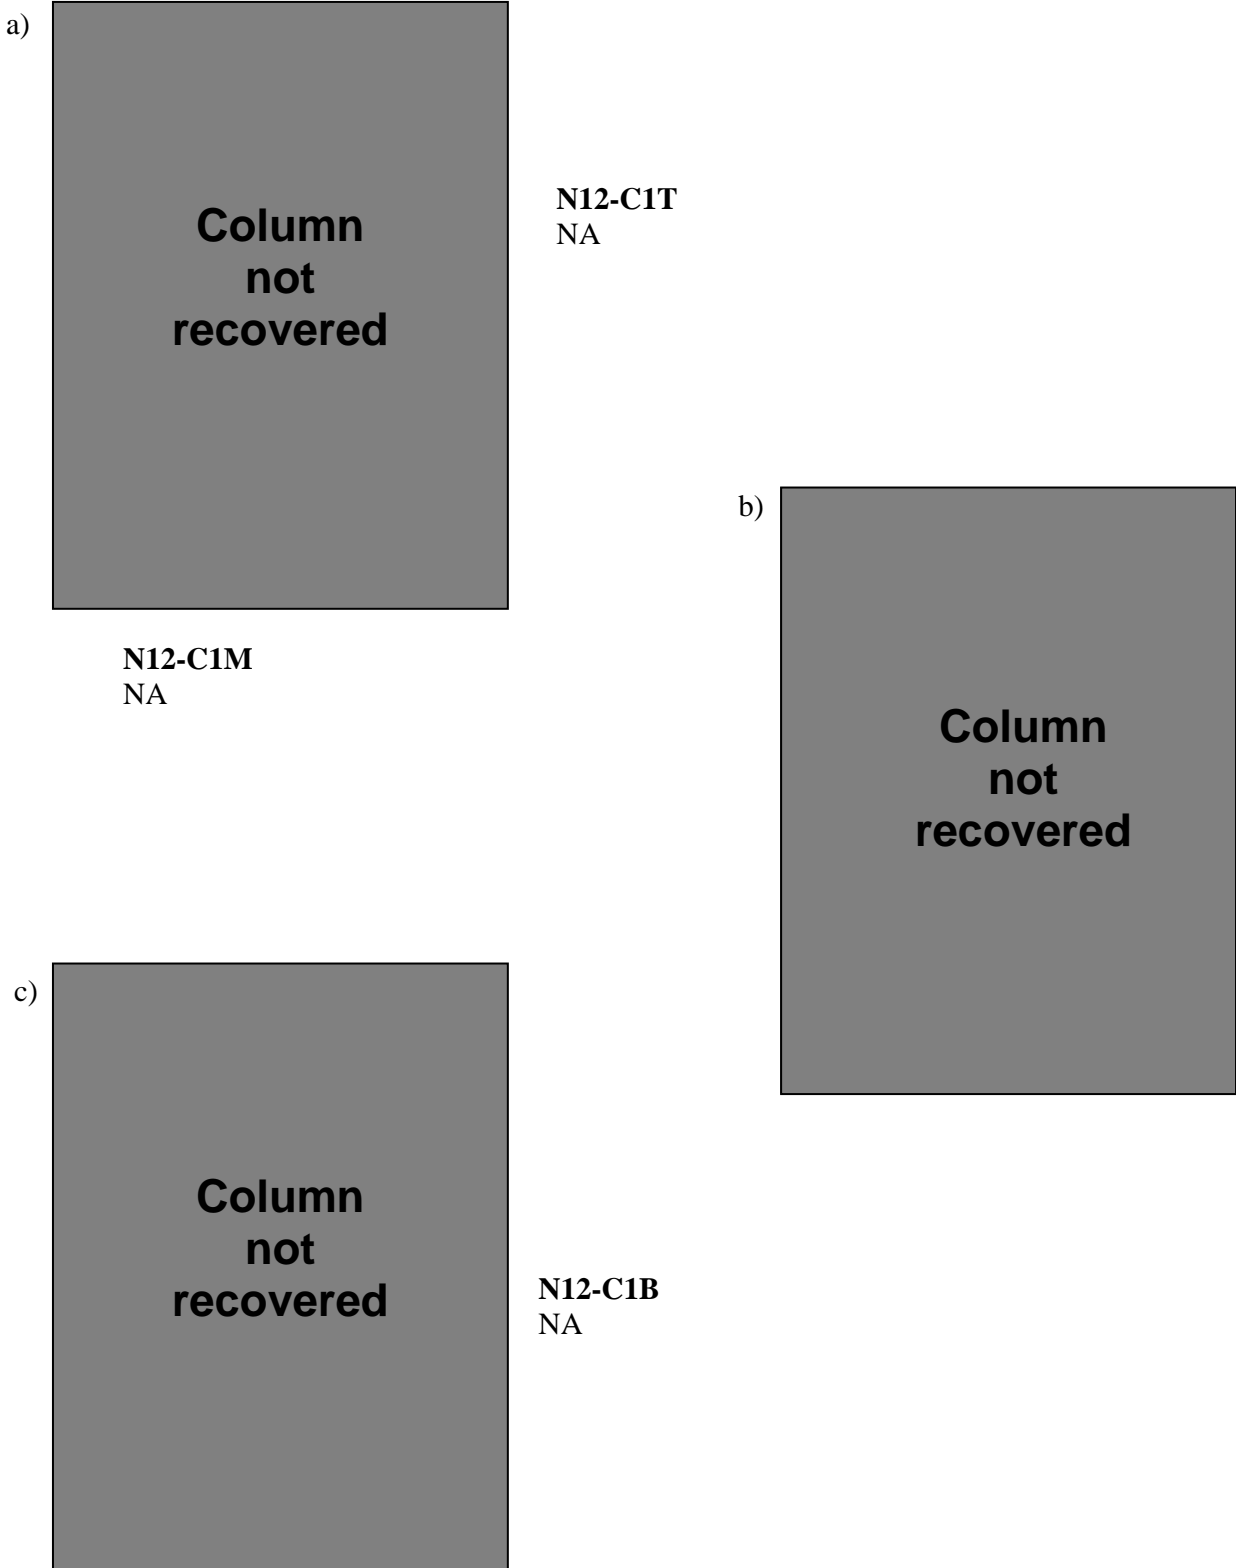 a)
Column
not
recovered
N12-C1T
NA
b)
Column
not
recovered
N12-C1M
NA
c)
Column
not
recovered
N12-C1B
NA